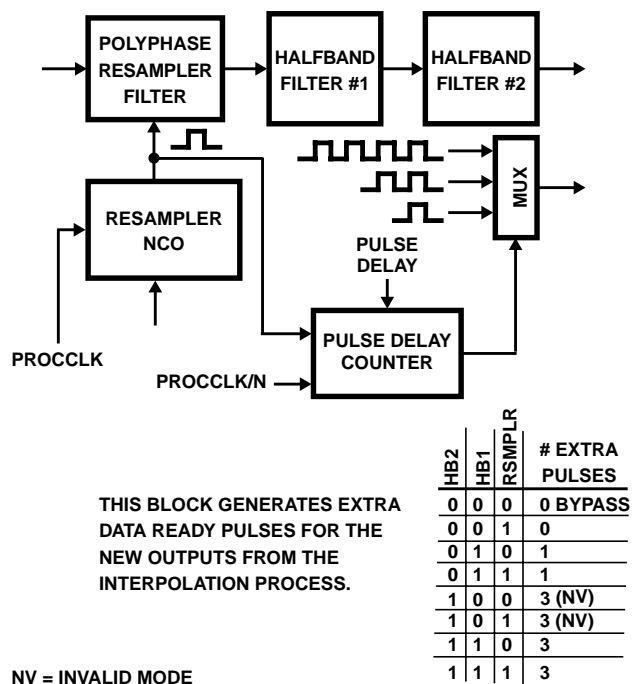 POLYPHASE
RESAMPLER
FILTER
HALFBAND
FILTER #1
HALFBAND
FILTER #2
MUX
RESAMPLER
NCO
PULSE
DELAY
PULSE DELAY
COUNTER
PROCCLK
PROCCLK/N
THIS BLOCK GENERATES EXTRA
DATA READY PULSES FOR THE
NEW OUTPUTS FROM THE
INTERPOLATION PROCESS.
HB2 HB1 RSMPLR # EXTRA PULSES
0 0 0 0 BYPASS
0 0 1 0
0 1 0 1
0 1 1 1
1 0 0 3 (NV)
1 0 1 3 (NV)
1 1 0 3
1 1 1 3
NV = INVALID MODE